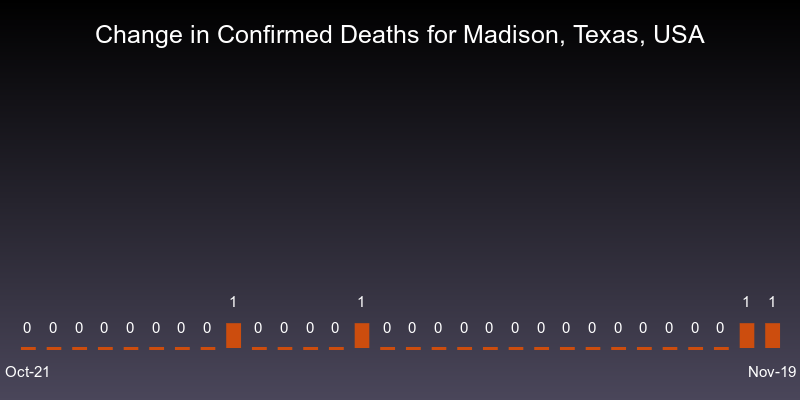 Change in Confirmed Deaths for Madison, Texas, USA
1 1 1 1
0 0 0 0 0 0 0 0 0 0 0 0 0 0 0 0 0 0 0 0 0 0 0 0 0 0
Oct-21 Nov-19